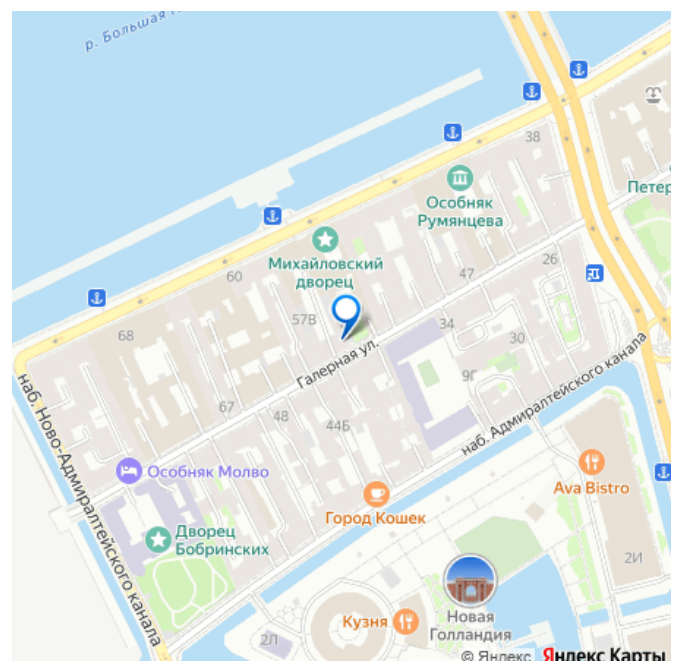 р. Большая
38
Особняк
Румянцева
Петер
Михайловский
дворец
60
47
26
57В
68
34
30
Галерная ул.
9Г
наб. Адмиралтейского канала
67
48
44Б
наб. Ново-Адмиралтейского канала
Особняк Молво
Ava Bistro
Город Кошек
Дворец
Бобринских
2И
Кузня
Новая
Голландия
2Л
© Яндекс Яндекс Карты